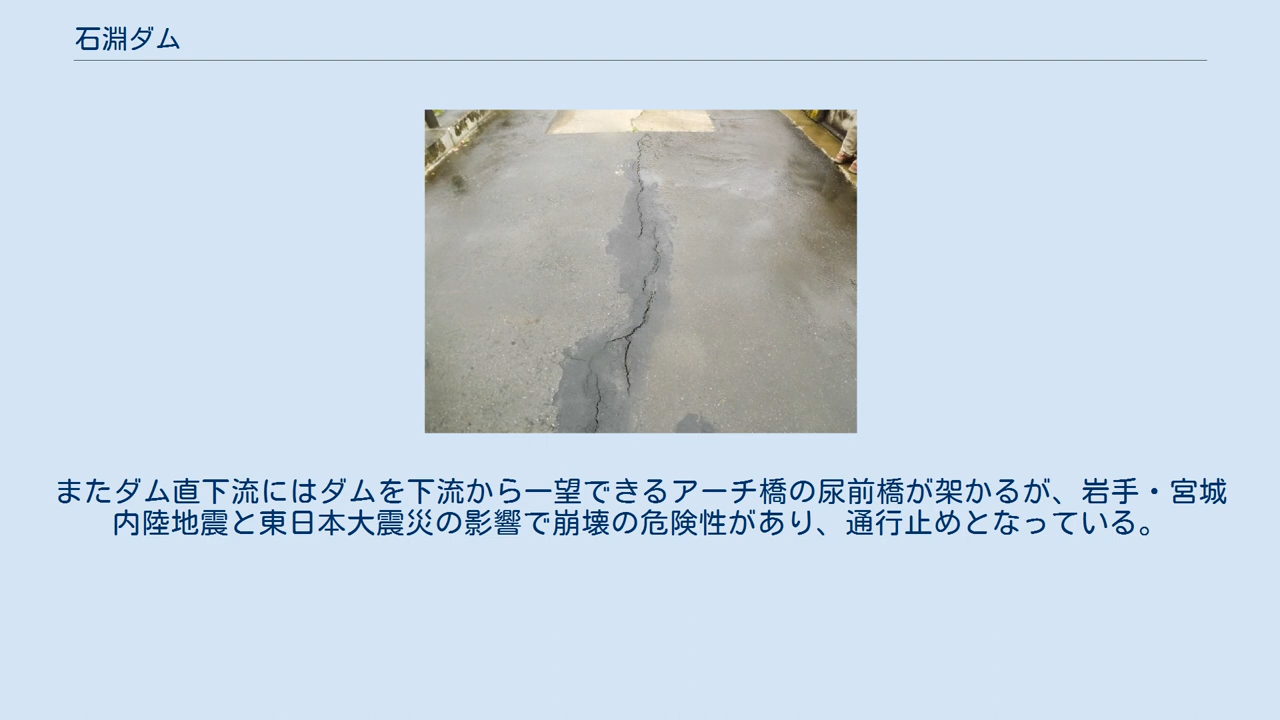 石淵ダム
またダム直下流にはダムを下流から一望できるアーチ橋の尿前橋が架かるが、岩手・宮城
内陸地震と東日本大震災の影響で崩壊の危険性があり、通行止めとなっている。